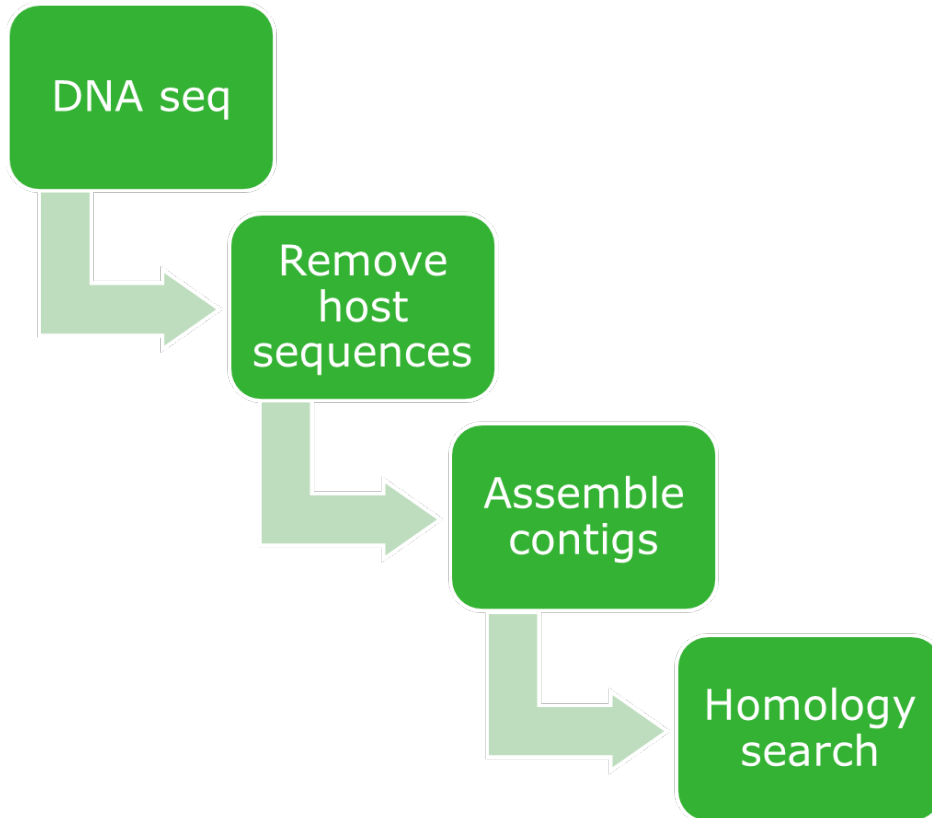 DNA seq
Remove
host
sequences
Assemble
contigs
Homology
search